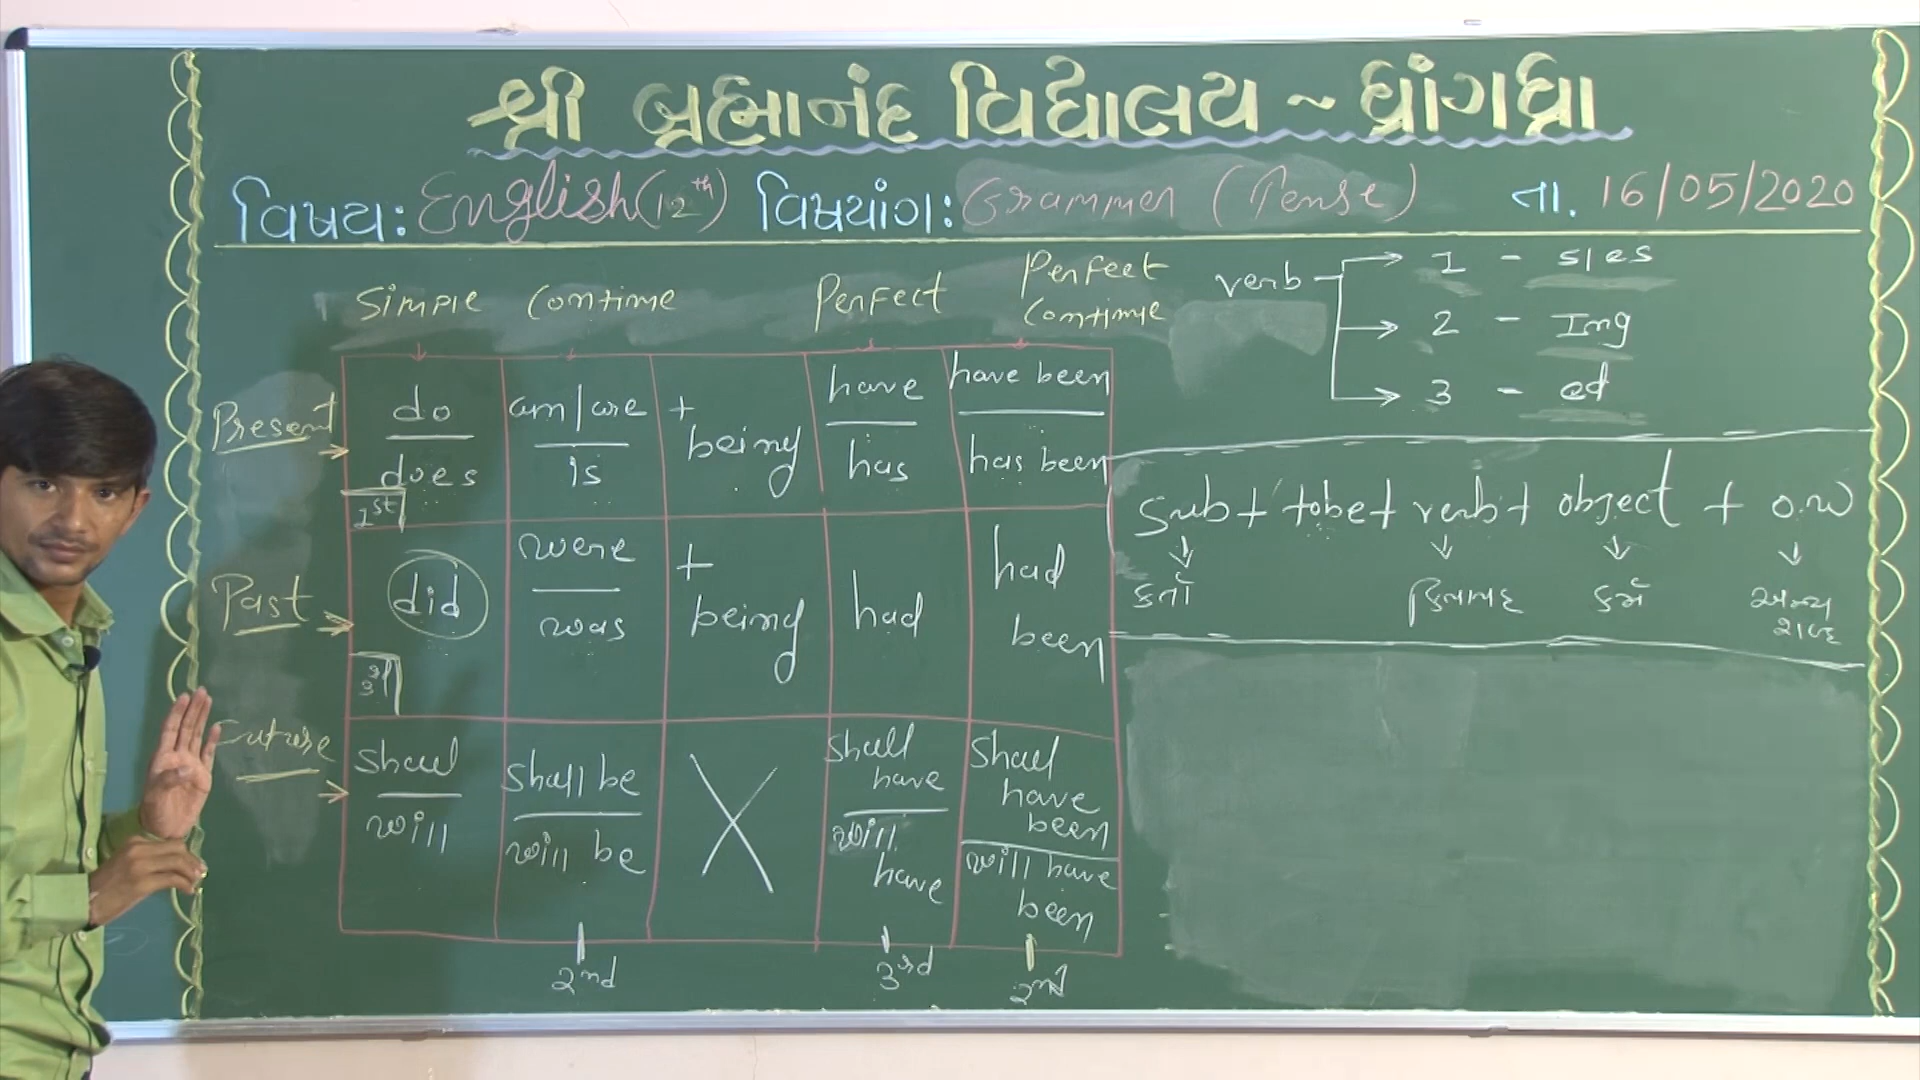 શ્રી બ્રહ્માનંદ વિદ્યાલય ~ ધ્રાંગધ્રા
વિષય: English (12th) વિષયાંગ: Grammer (Tense) તા. 16/05/2020
Simple Continue Perfect Perfect Continue
verb 1 - s/es
2 - Ing
3 - ed
Present do does am/are is + being have has have been has been
1st
Past did were was + being had had been
3rd
Future shall will shall be will be X shall have will have shall have been will have been
2nd 3rd 2nd
Sub + tobe + verb + object + o.w
કર્તા ક્રિયાપદ કર્મ અન્ય શબ્દ